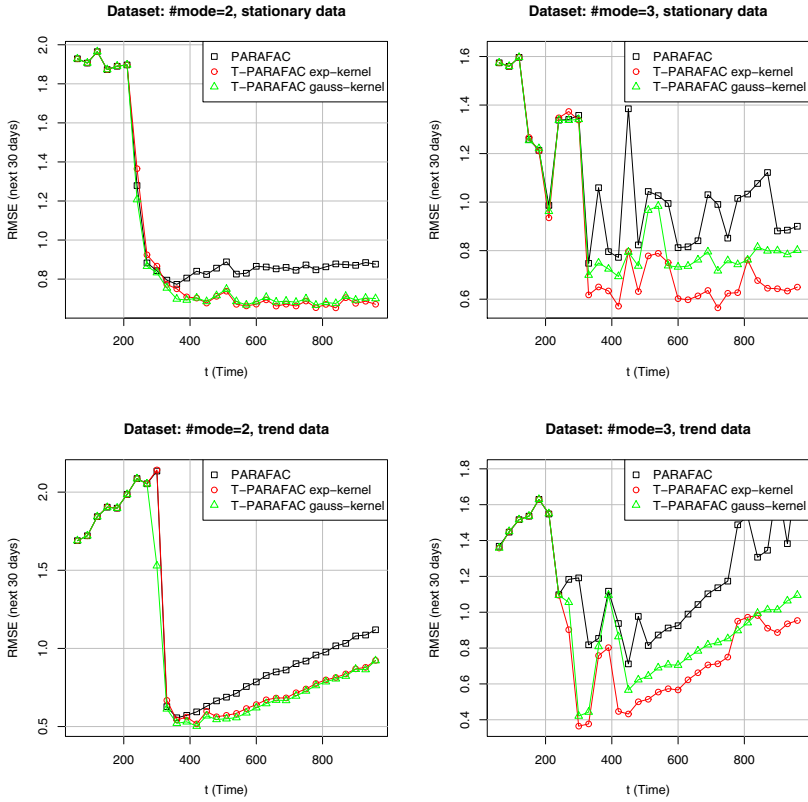 Dataset: #mode=2, stationary data
RMSE (next 30 days)
2.0
1.8
1.6
1.4
1.2
1.0
0.8
PARAFAC
T−PARAFAC exp−kernel
T−PARAFAC gauss−kernel
200 400 600 800
t (Time)
Dataset: #mode=3, stationary data
RMSE (next 30 days)
1.6
1.4
1.2
1.0
0.8
0.6
PARAFAC
T−PARAFAC exp−kernel
T−PARAFAC gauss−kernel
200 400 600 800
t (Time)
Dataset: #mode=2, trend data
RMSE (next 30 days)
2.0
1.5
1.0
0.5
PARAFAC
T−PARAFAC exp−kernel
T−PARAFAC gauss−kernel
200 400 600 800
t (Time)
Dataset: #mode=3, trend data
RMSE (next 30 days)
1.8
1.6
1.4
1.2
1.0
0.8
0.6
0.4
PARAFAC
T−PARAFAC exp−kernel
T−PARAFAC gauss−kernel
200 400 600 800
t (Time)